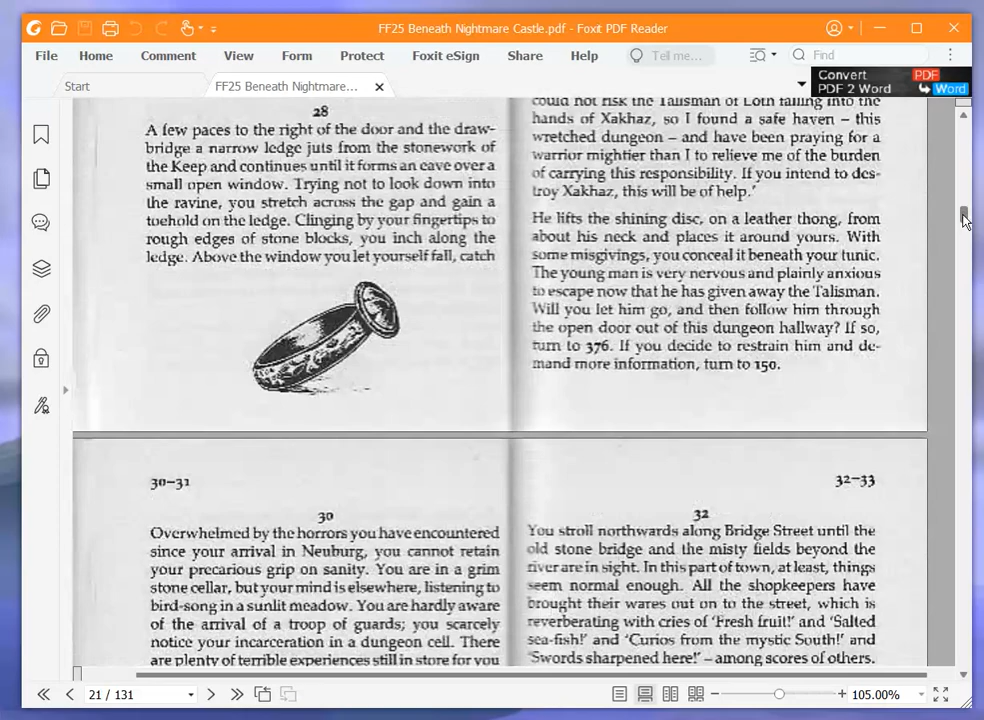 FF25 Beneath Nightmare Castle.pdf - Foxit PDF Reader
File Home Comment View Form Protect Foxit eSign Share Help Tell me... Find
Convert PDF
PDF 2 Word Word
Start FF25 Beneath Nightmare...
28
A few paces to the right of the door and the draw-
bridge a narrow ledge juts from the stonework of
the Keep and continues until it forms an eave over a
small open window. Trying not to look down into
the ravine, you stretch across the gap and gain a
toehold on the ledge. Clinging by your fingertips to
rough edges of stone blocks, you inch along the
ledge. Above the window you let yourself fall, catch
could not risk the Talisman of Loth falling into the
hands of Xakhaz, so I found a safe haven – this
wretched dungeon – and have been praying for a
warrior mightier than I to relieve me of the burden
of carrying this responsibility. If you intend to des-
troy Xakhaz, this will be of help.'
He lifts the shining disc, on a leather thong, from
about his neck and places it around yours. With
some misgivings, you conceal it beneath your tunic.
The young man is very nervous and plainly anxious
to escape now that he has given away the Talisman.
Will you let him go, and then follow him through
the open door out of this dungeon hallway? If so,
turn to 376. If you decide to restrain him and de-
mand more information, turn to 150.
30–31
30
Overwhelmed by the horrors you have encountered
since your arrival in Neuburg, you cannot retain
your precarious grip on sanity. You are in a grim
stone cellar, but your mind is elsewhere, listening to
bird-song in a sunlit meadow. You are hardly aware
of the arrival of a troop of guards; you scarcely
notice your incarceration in a dungeon cell. There
are plenty of terrible experiences still in store for you
32–33
32
You stroll northwards along Bridge Street until the
old stone bridge and the misty fields beyond the
river are in sight. In this part of town, at least, things
seem normal enough. All the shopkeepers have
brought their wares out on to the street, which is
reverberating with cries of 'Fresh fruit!' and 'Salted
sea-fish!' and 'Curios from the mystic South!' and
'Swords sharpened here!' – among scores of others.
21 / 131
105.00%